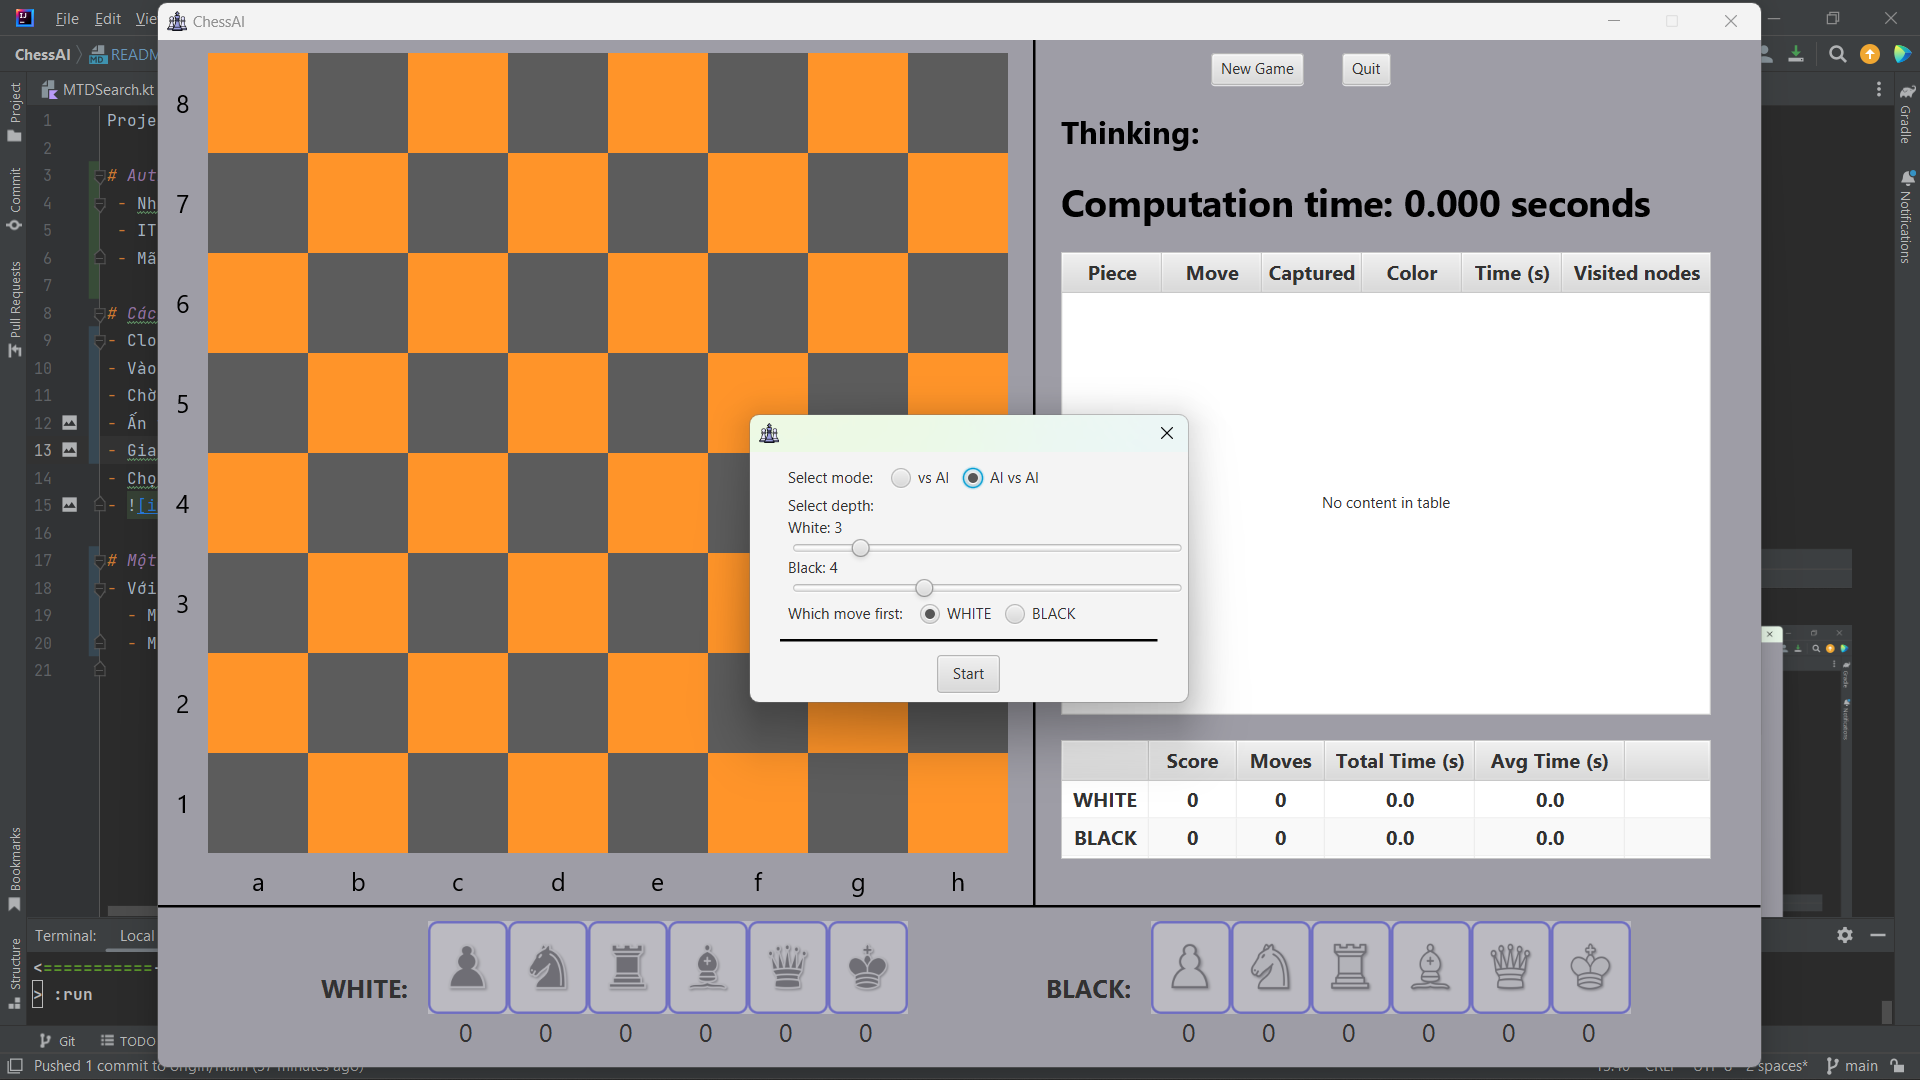 File Edit Vie
ChessAI
ChessAI READM
MTDSearch.kt
New Game Quit
Thinking:
Computation time: 0.000 seconds
Piece Move Captured Color Time (s) Visited nodes
No content in table
Score Moves Total Time (s) Avg Time (s)
WHITE 0 0 0.0 0.0
BLACK 0 0 0.0 0.0
8
7
6
5
4
3
2
1
a b c d e f g h
Select mode: vs AI AI vs AI
Select depth:
White: 3
Black: 4
Which move first: WHITE BLACK
Start
WHITE:
0 0 0 0 0 0
BLACK:
0 0 0 0 0 0
Project
Commit
Pull Requests
Bookmarks
Structure
Gradle
Notifications
1 Proje
2
3 # Aut
4 - Nh
5 - IT
6 - Mã
7
8 # Các
9 - Clo
10 - Vào
11 - Chờ
12 - Ấn
13 - Gia
14 - Chọ
15 - ![i
16
17 # Một
18 - Với
19 - M
20 - M
21
Terminal: Local
<===========-
> :run
Git TODO
Pushed 1 commit to origin/main (37 minutes ago)
2 spaces* main